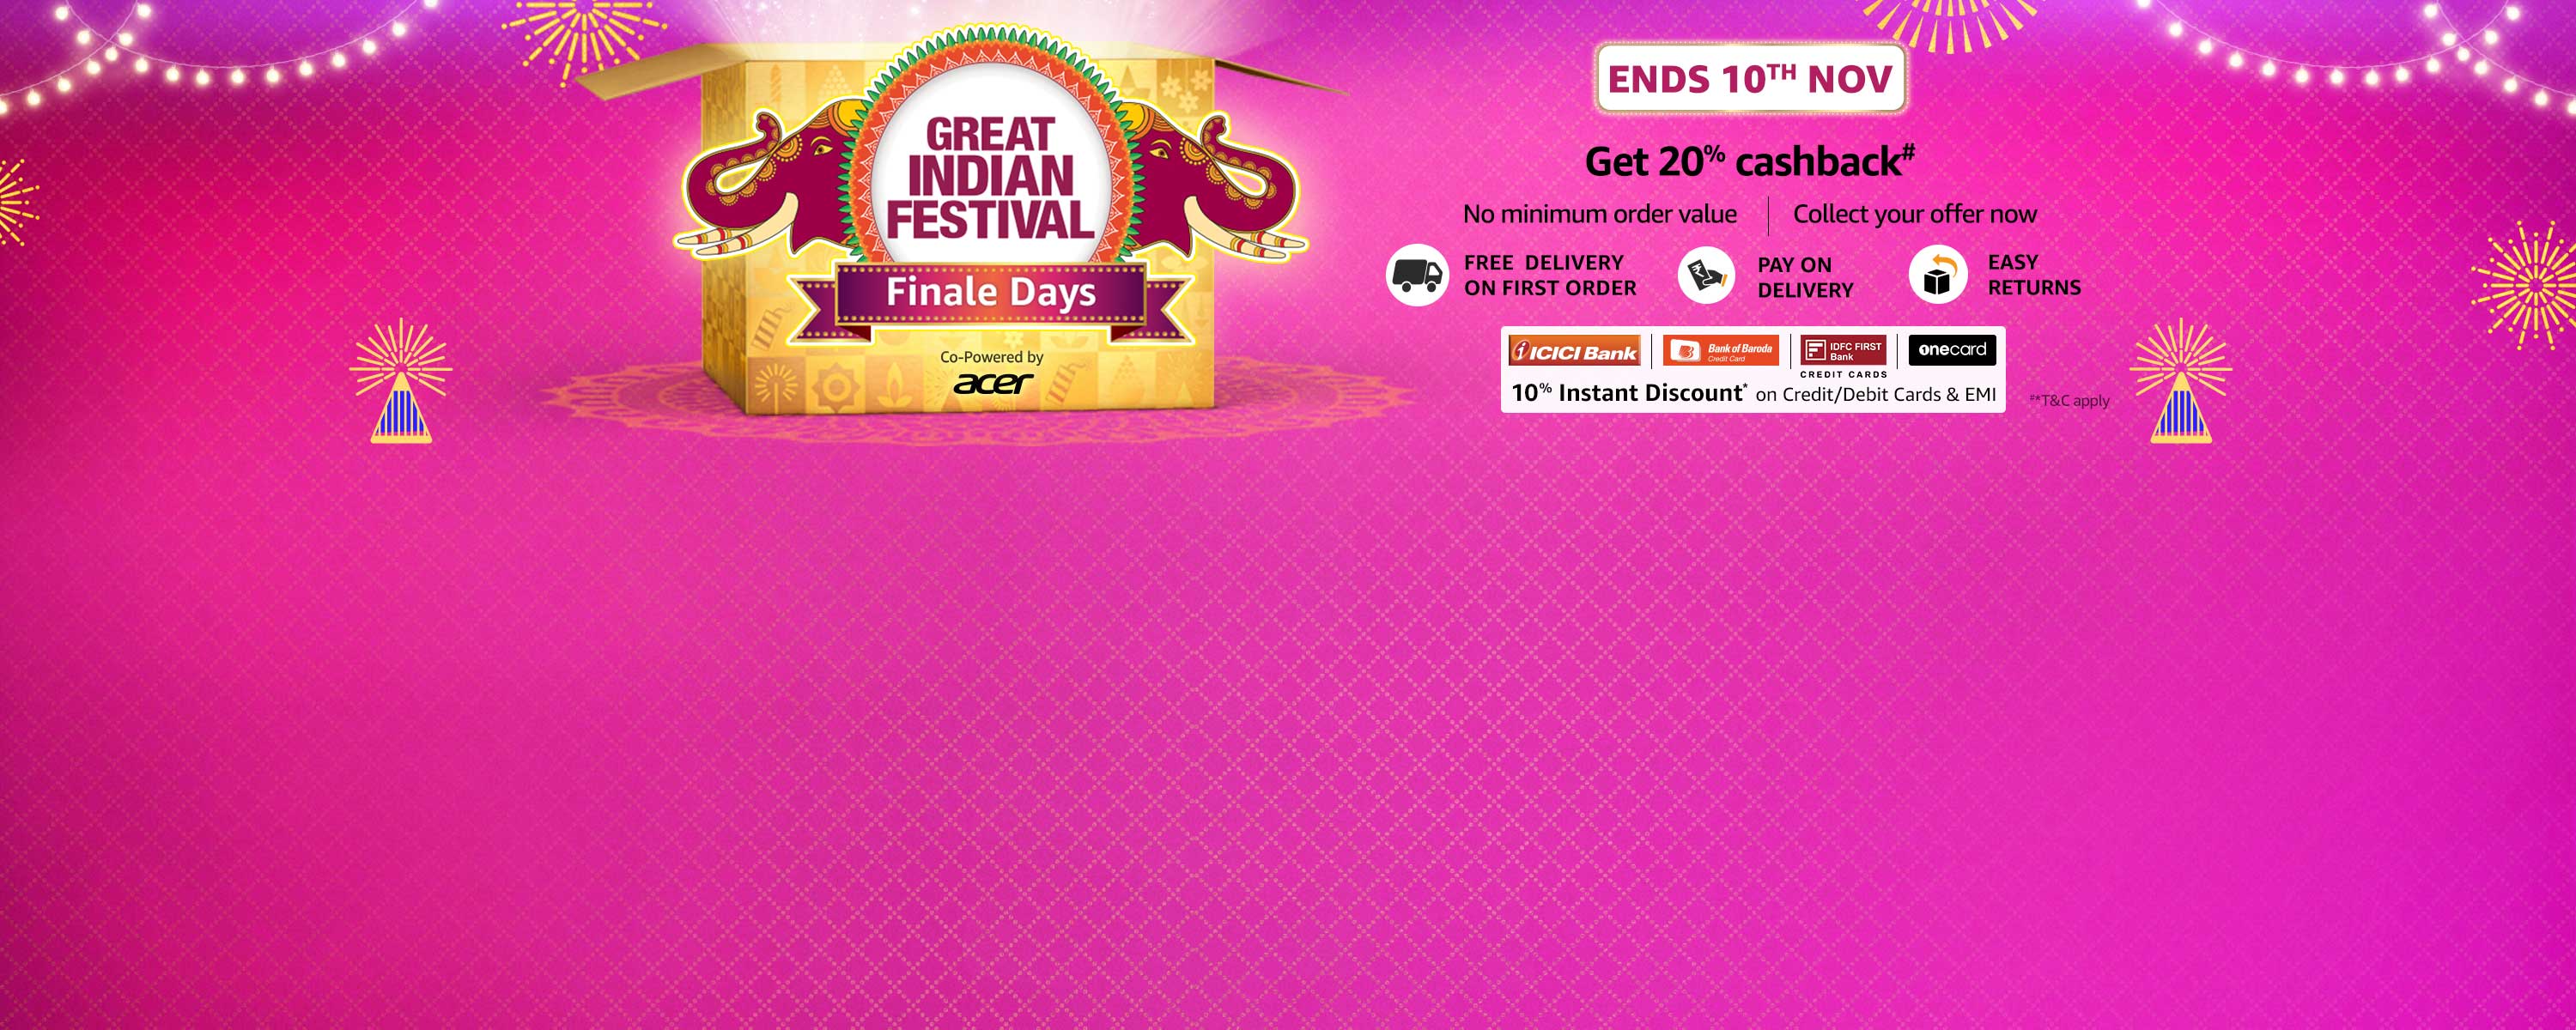 GREAT
INDIAN
FESTIVAL
Finale Days
Co-Powered by
acer
ENDS 10TH NOV
Get 20% cashback#
No minimum order value | Collect your offer now
FREE DELIVERY
ON FIRST ORDER
PAY ON
DELIVERY
EASY
RETURNS
ICICI Bank
Bank of Baroda
Credit Card
IDFC FIRST
Bank
CREDIT CARDS
onecard
10% Instant Discount* on Credit/Debit Cards & EMI
#*T&C apply